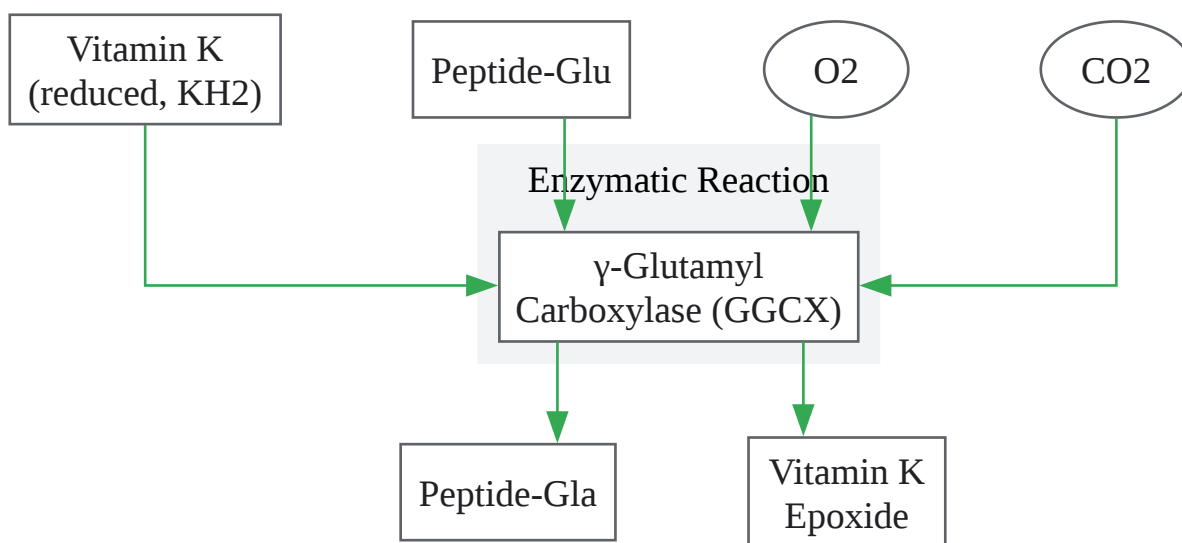 Vitamin K
(reduced, KH2)
Peptide-Glu
O2
CO2
Enzymatic Reaction
γ-Glutamyl
Carboxylase (GGCX)
Peptide-Gla
Vitamin K
Epoxide